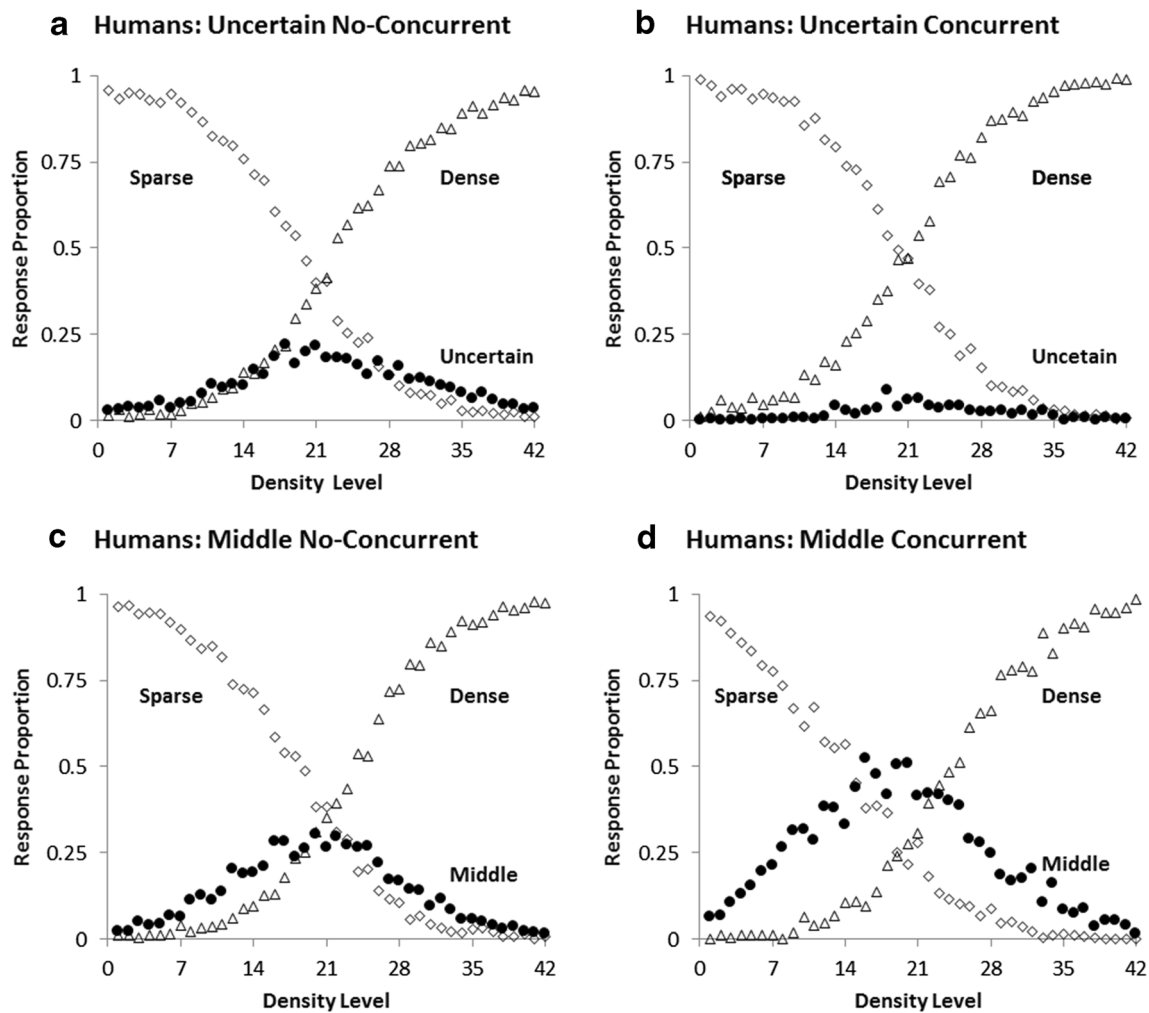 a Humans: Uncertain No-Concurrent
1
0.75
0.5
0.25
0
Response Proportion
Sparse
Dense
Uncertain
0 7 14 21 28 35 42
Density Level
b Humans: Uncertain Concurrent
1
0.75
0.5
0.25
0
Response Proportion
Sparse
Dense
Uncetain
0 7 14 21 28 35 42
Density Level
c Humans: Middle No-Concurrent
1
0.75
0.5
0.25
0
Response Proportion
Sparse
Dense
Middle
0 7 14 21 28 35 42
Density Level
d Humans: Middle Concurrent
1
0.75
0.5
0.25
0
Response Proportion
Sparse
Dense
Middle
0 7 14 21 28 35 42
Density Level